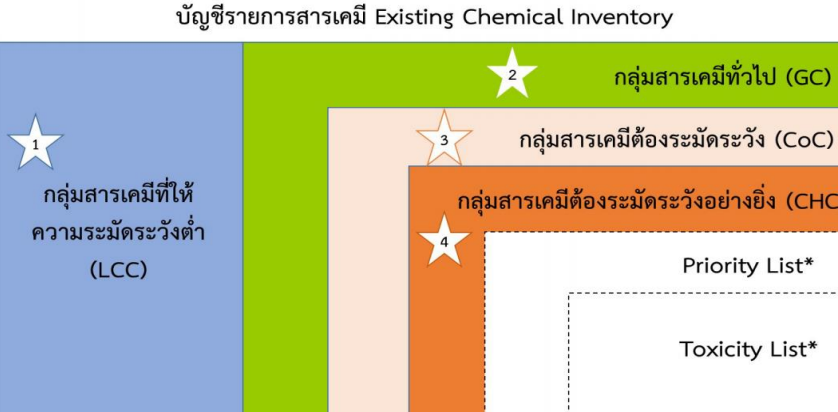 บัญชีรายการสารเคมี Existing Chemical Inventory
1
กลุ่มสารเคมีที่ให้
ความระมัดระวังต่ำ
(LCC)
2
กลุ่มสารเคมีทั่วไป (GC)
3
กลุ่มสารเคมีต้องระมัดระวัง (CoC)
กลุ่มสารเคมีต้องระมัดระวังอย่างยิ่ง (CHC
4
Priority List*
Toxicity List*